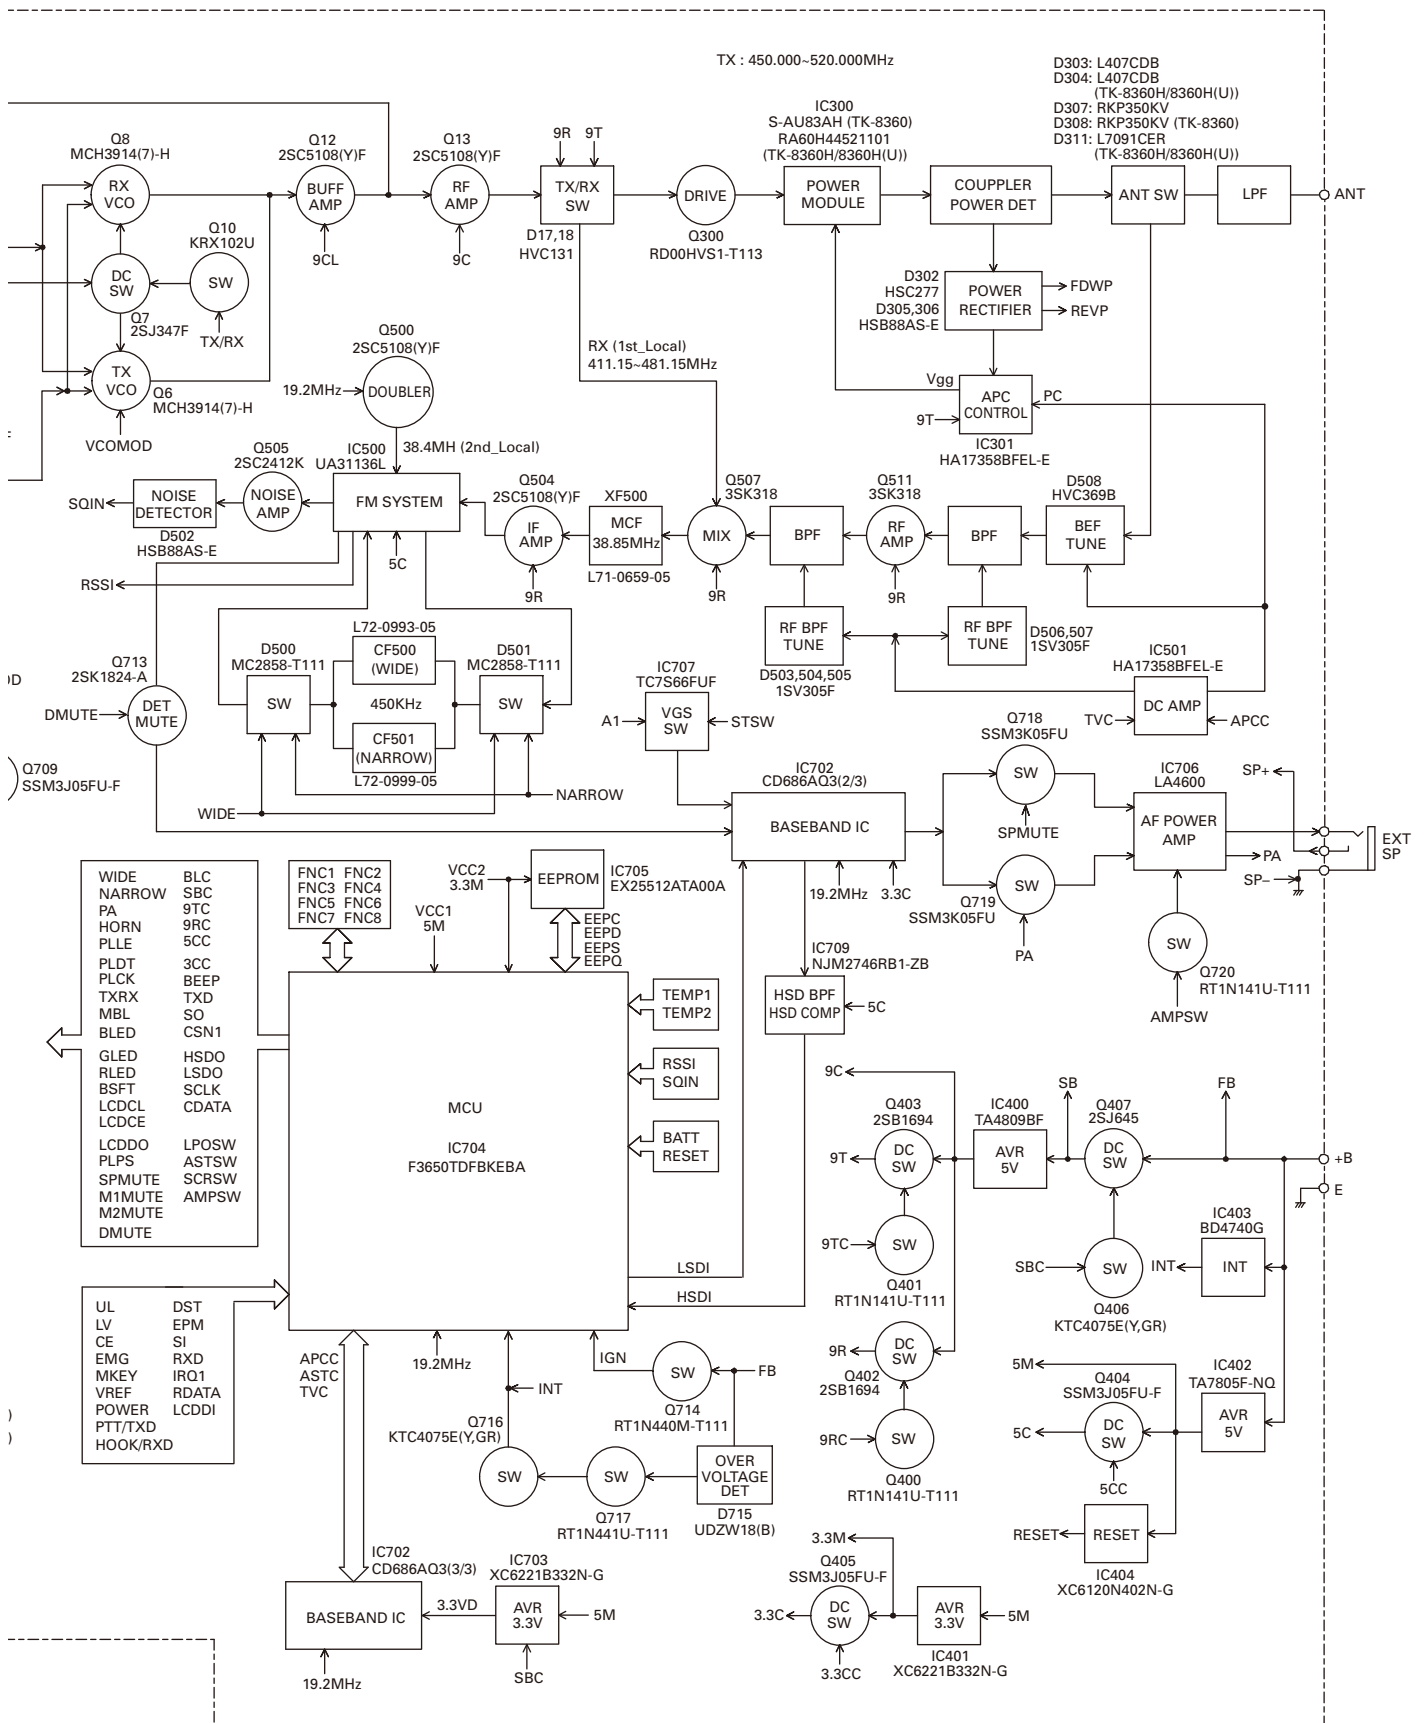 TX : 450.000~520.000MHz
D303: L407CDB
D304: L407CDB
(TK-8360H/8360H(U))
D307: RKP350KV
D308: RKP350KV (TK-8360)
D311: L7091CER
(TK-8360H/8360H(U))
IC300
S-AU83AH (TK-8360)
RA60H44521101
(TK-8360H/8360H(U))
Q8
MCH3914(7)-H
Q12
2SC5108(Y)F
Q13
2SC5108(Y)F
9R 9T
RX
VCO
BUFF
AMP
RF
AMP
TX/RX
SW
DRIVE
POWER
MODULE
COUPPLER
POWER DET
ANT SW
LPF
ANT
Q10
KRX102U
9CL
9C
D17,18
HVC131
Q300
RD00HVS1-T113
DC
SW
SW
Q7
2SJ347F
TX/RX
D302
HSC277
D305,306
HSB88AS-E
POWER
RECTIFIER
FDWP
REVP
Q500
2SC5108(Y)F
RX (1st_Local)
411.15~481.15MHz
TX
VCO
Q6
MCH3914(7)-H
19.2MHz
DOUBLER
Vgg
APC
CONTROL
PC
9T
IC301
HA17358BFEL-E
VCOMOD
F
Q505
2SC2412K
IC500
UA31136L
38.4MH (2nd_Local)
SQIN
NOISE
DETECTOR
NOISE
AMP
FM SYSTEM
Q504
2SC5108(Y)F
XF500
Q507
3SK318
Q511
3SK318
D508
HVC369B
IF
AMP
MCF
38.85MHz
MIX
BPF
RF
AMP
BPF
BEF
TUNE
D502
HSB88AS-E
RSSI
5C
9R
L71-0659-05
9R
9R
RF BPF
TUNE
RF BPF
TUNE
D506,507
1SV305F
D503,504,505
1SV305F
IC501
HA17358BFEL-E
DC AMP
TVC
APCC
L72-0993-05
D500
MC2858-T111
CF500
(WIDE)
D501
MC2858-T111
SW
450KHz
SW
CF501
(NARROW)
L72-0999-05
NARROW
WIDE
OD
Q713
2SK1824-A
DMUTE
DET
MUTE
Q709
SSM3J05FU-F
IC707
TC7S66FUF
A1
VGS
SW
STSW
Q718
SSM3K05FU
SW
SPMUTE
IC702
CD686AQ3(2/3)
BASEBAND IC
IC706
LA4600
AF POWER
AMP
SP+
EXT
SP
PA
SP–
19.2MHz
3.3C
Q719
SSM3K05FU
SW
PA
SW
Q720
RT1N141U-T111
AMPSW
IC709
NJM2746RB1-ZB
HSD BPF
HSD COMP
5C
WIDE BLC
NARROW SBC
PA 9TC
HORN 9RC
PLLE 5CC
PLDT 3CC
PLCK BEEP
TXRX TXD
MBL SO
BLED CSN1
GLED HSDO
RLED LSDO
BSFT SCLK
LCDCL CDATA
LCDCE
LCDDO LPOSW
PLPS ASTSW
SPMUTE SCRSW
M1MUTE AMPSW
M2MUTE
DMUTE
FNC1 FNC2
FNC3 FNC4
FNC5 FNC6
FNC7 FNC8
VCC2
3.3M
VCC1
5M
EEPROM
IC705
EX25512ATA00A
EEPC
EEPD
EEPS
EEPQ
TEMP1
TEMP2
RSSI
SQIN
BATT
RESET
MCU
IC704
F3650TDFBKEBA
LSDI
HSDI
UL DST
LV EPM
CE SI
EMG RXD
MKEY IRQ1
VREF RDATA
POWER LCDDI
PTT/TXD
HOOK/RXD
)
)
APCC
ASTC
TVC
19.2MHz
INT
IGN
SW
FB
Q714
RT1N440M-T111
Q716
KTC4075E(Y,GR)
SW
SW
OVER
VOLTAGE
DET
Q717
RT1N441U-T111
D715
UDZW18(B)
IC702
CD686AQ3(3/3)
BASEBAND IC
19.2MHz
3.3VD
IC703
XC6221B332N-G
AVR
3.3V
5M
SBC
9C
Q403
2SB1694
IC400
TA4809BF
SB
Q407
2SJ645
FB
9T
DC
SW
AVR
5V
DC
SW
+B
E
9TC
SW
Q401
RT1N141U-T111
SBC
SW
Q406
KTC4075E(Y,GR)
IC403
BD4740G
INT
INT
9R
DC
SW
Q402
2SB1694
9RC
SW
Q400
RT1N141U-T111
5M
Q404
SSM3J05FU-F
IC402
TA7805F-NQ
5C
DC
SW
AVR
5V
5CC
RESET
RESET
IC404
XC6120N402N-G
3.3M
Q405
SSM3J05FU-F
3.3C
DC
SW
AVR
3.3V
5M
3.3CC
IC401
XC6221B332N-G